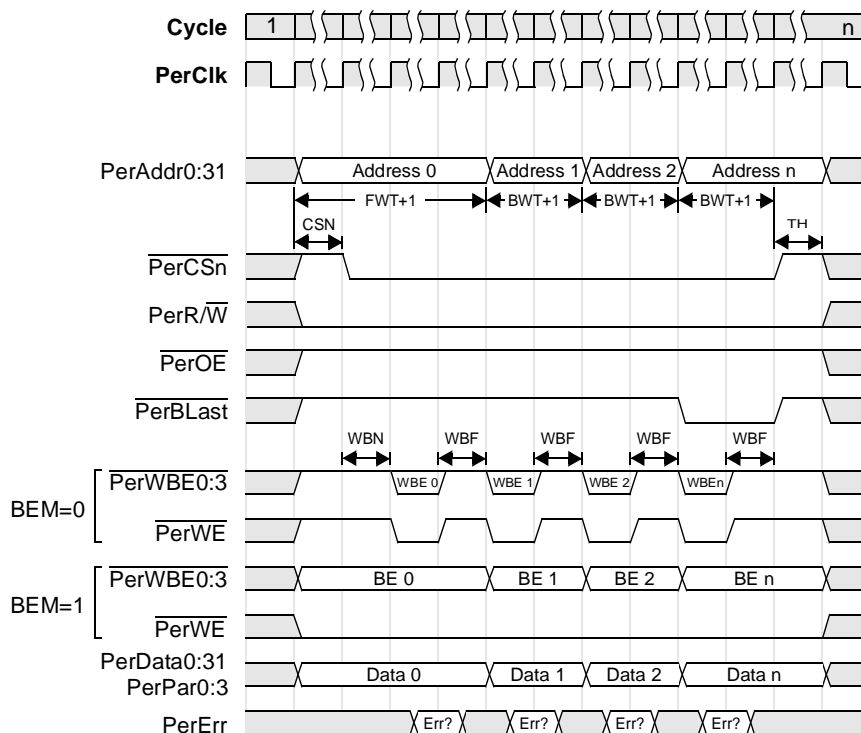 Cycle 1 n
PerClk
PerAddr0:31 Address 0 Address 1 Address 2 Address n
FWT+1 BWT+1 BWT+1 BWT+1
CSN TH
PerCSn
PerR/W
PerOE
PerBLast
WBN WBF WBF WBF WBF
BEM=0 PerWBE0:3 WBE 0 WBE 1 WBE 2 WBEn
PerWE
BEM=1 PerWBE0:3 BE 0 BE 1 BE 2 BE n
PerWE
PerData0:31
PerPar0:3 Data 0 Data 1 Data 2 Data n
PerErr Err? Err? Err? Err?